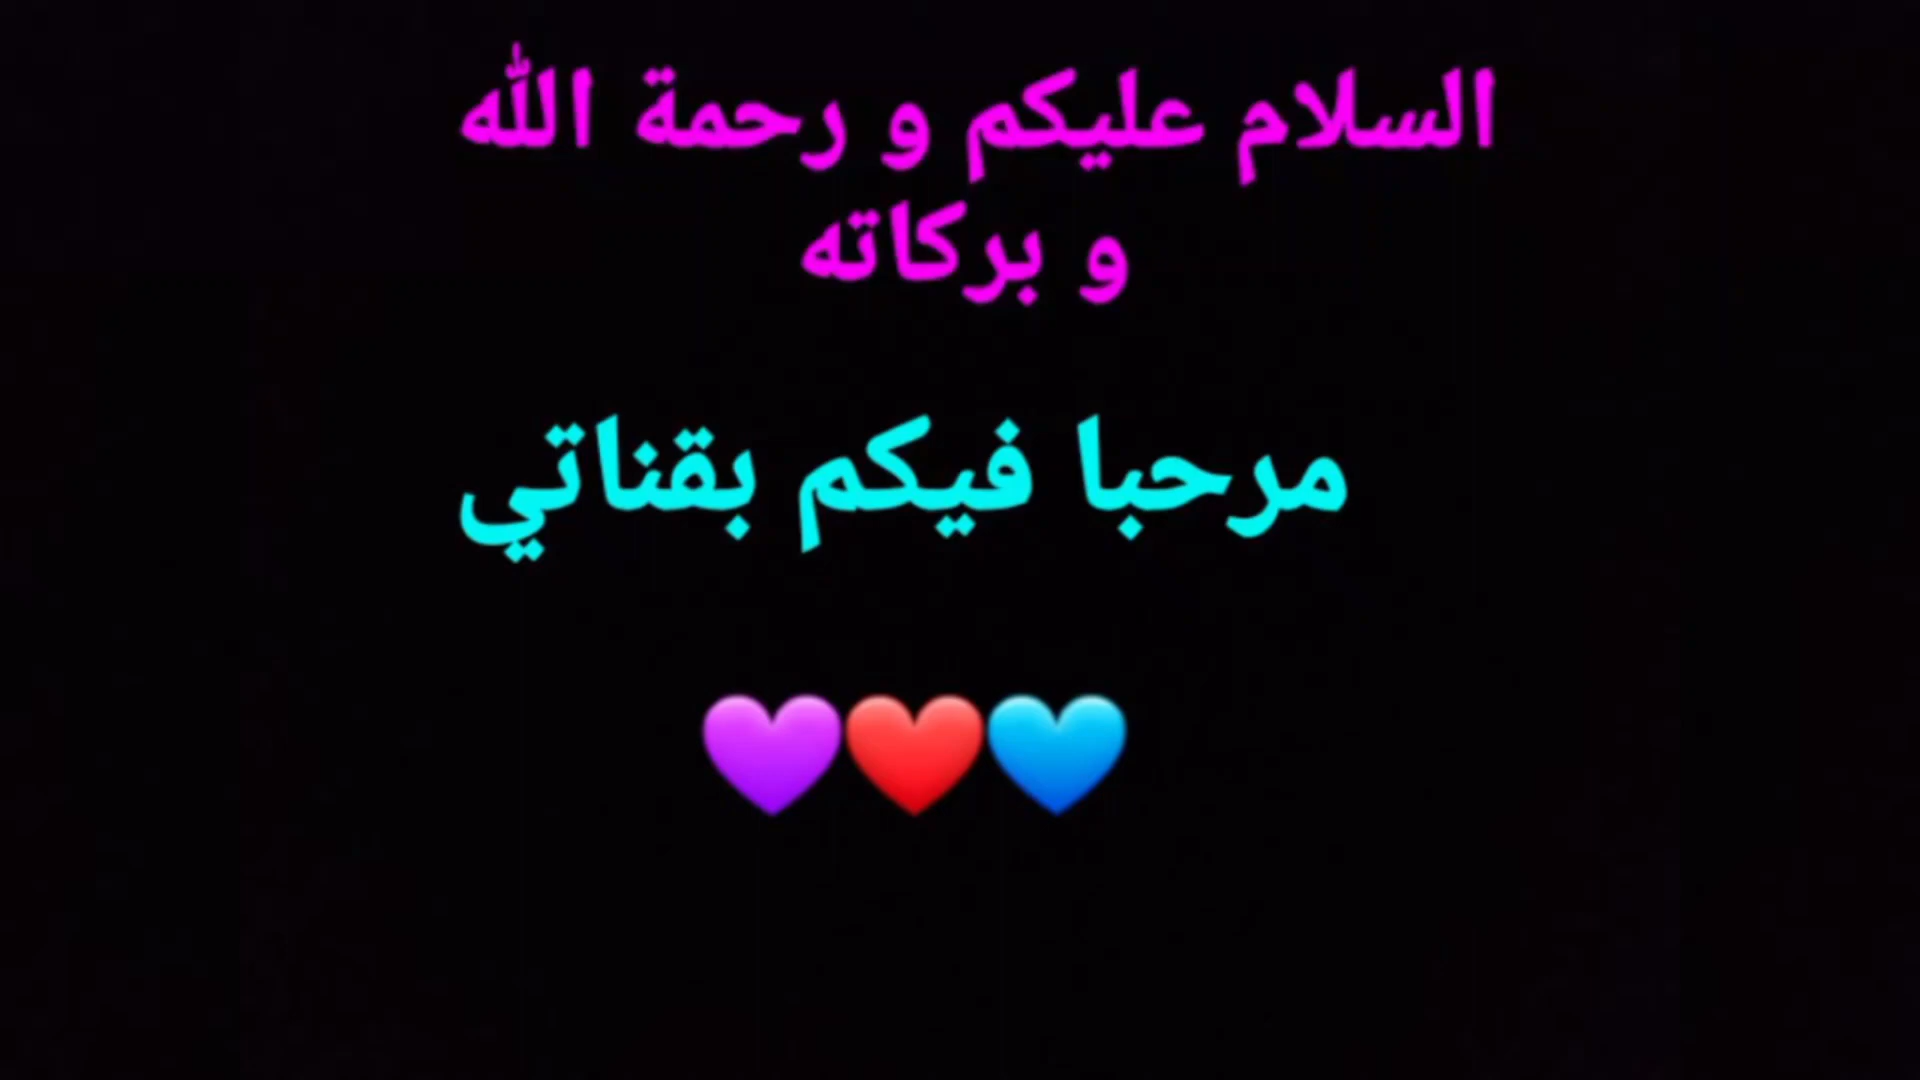 السلام عليكم و رحمة الله
و بركاته
مرحبا فيكم بقناتي
💜❤️💙